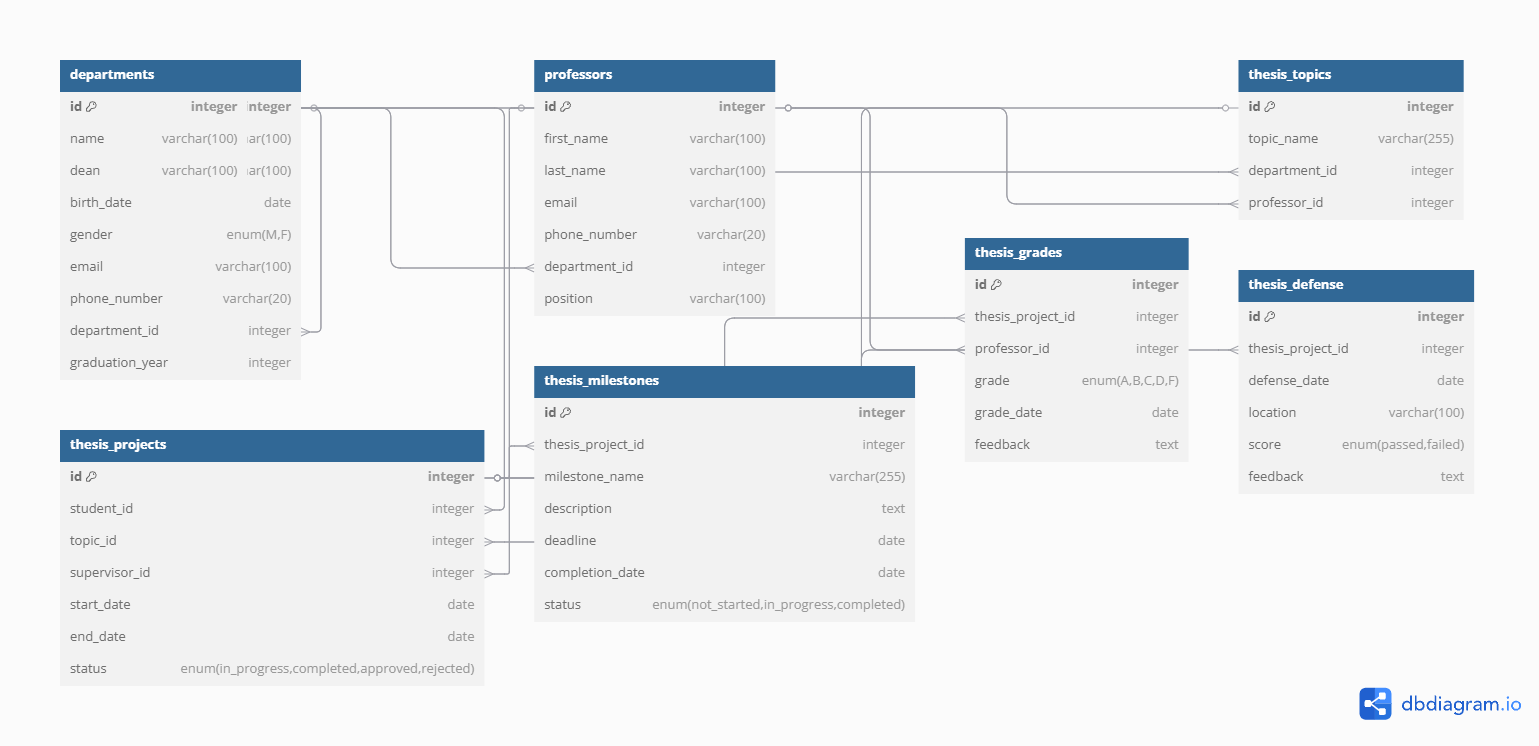 departments
id integer integer
name varchar(100) ar(100)
dean varchar(100) ar(100)
birth_date date
gender enum(M,F)
email varchar(100)
phone_number varchar(20)
department_id integer
graduation_year integer
professors
id integer
first_name varchar(100)
last_name varchar(100)
email varchar(100)
phone_number varchar(20)
department_id integer
position varchar(100)
thesis_topics
id integer
topic_name varchar(255)
department_id integer
professor_id integer
thesis_grades
id integer
thesis_project_id integer
professor_id integer
grade enum(A,B,C,D,F)
grade_date date
feedback text
thesis_defense
id integer
thesis_project_id integer
defense_date date
location varchar(100)
score enum(passed,failed)
feedback text
thesis_milestones
id integer
thesis_project_id integer
milestone_name varchar(255)
description text
deadline date
completion_date date
status enum(not_started,in_progress,completed)
thesis_projects
id integer
student_id integer
topic_id integer
supervisor_id integer
start_date date
end_date date
status enum(in_progress,completed,approved,rejected)
dbdiagram.io